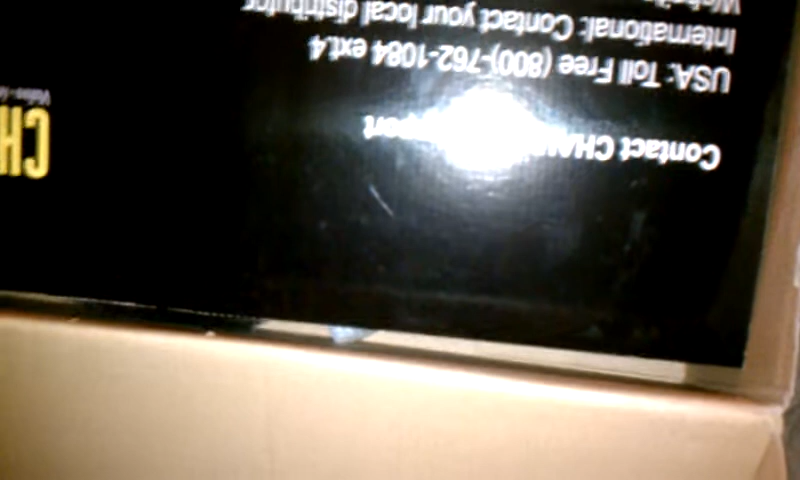 Contact CHA
USA: Toll Free (800)-762-1084 ext.4
International: Contact your local distributor
CH